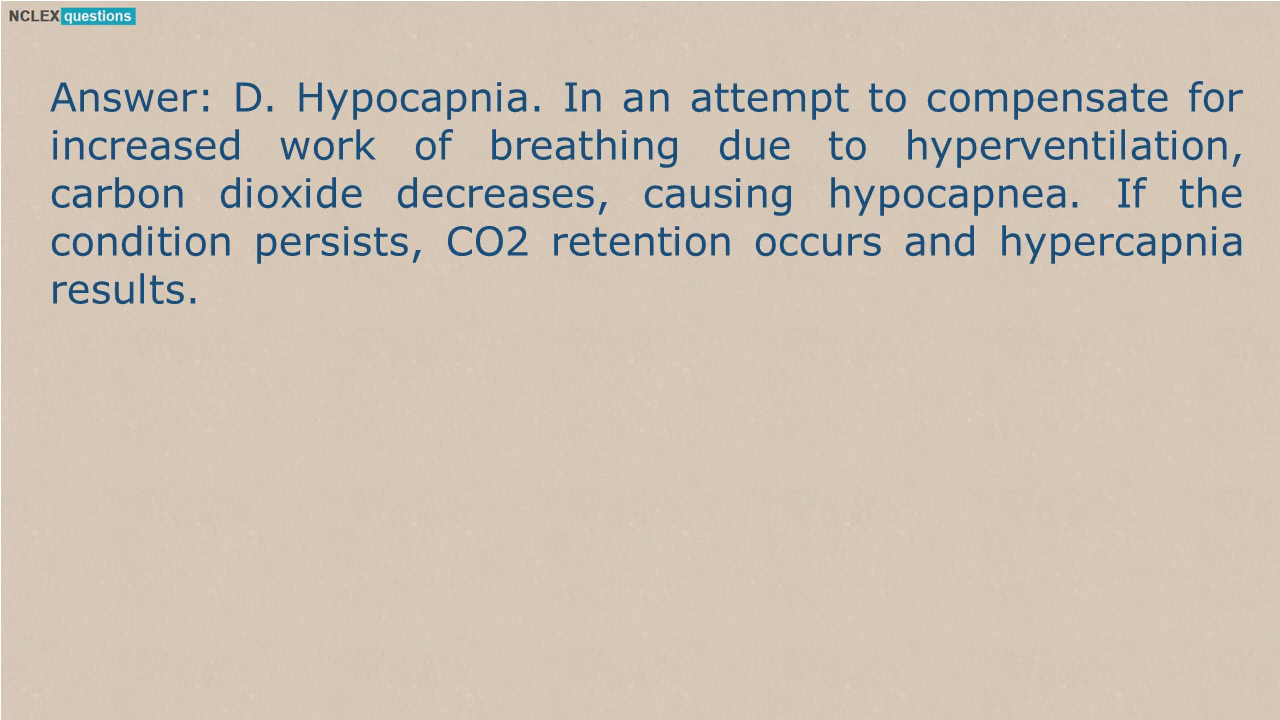 NCLEX questions
Answer: D. Hypocapnia. In an attempt to compensate for
increased work of breathing due to hyperventilation,
carbon dioxide decreases, causing hypocapnea. If the
condition persists, CO2 retention occurs and hypercapnia
results.